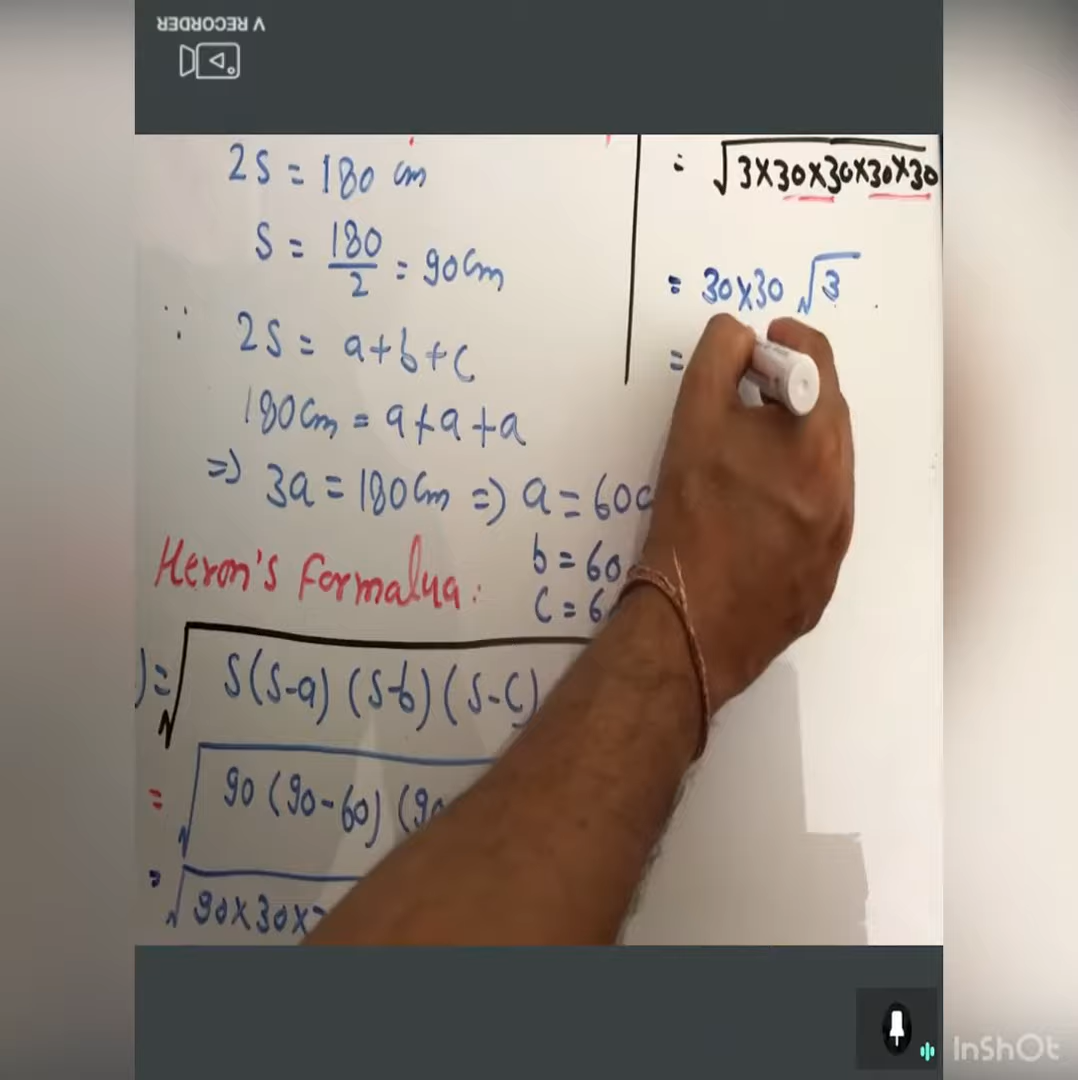 V RECORDER
2S = 180 cm
S = 180/2 = 90cm
∵ 2S = a+b+c
180cm = a+a+a
=> 3a = 180cm => a = 60c
b = 60
c = 6
Heron's Formalua:
)= √ S(S-a) (S-b) (S-c)
= √ 90 (90-60) (90
= √ 90×30×
= √ 3×30×30×30×30
= 30×30 √3
=
InShOt